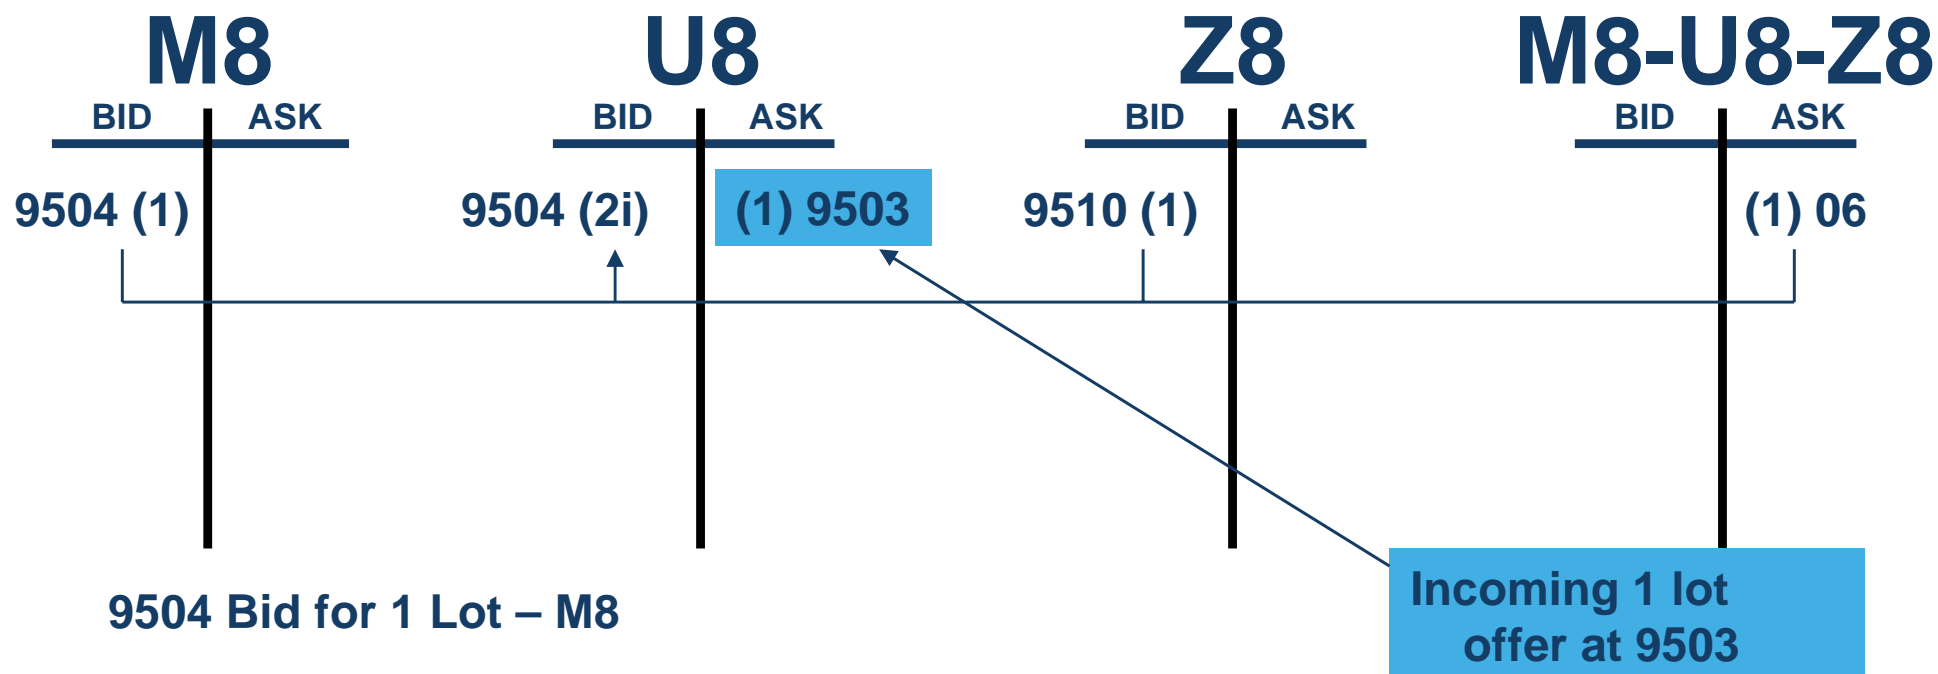 M8 U8 Z8 M8-U8-Z8
BID ASK BID ASK BID ASK BID ASK
9504 (1) 9504 (2i) (1) 9503 9510 (1) (1) 06
9504 Bid for 1 Lot – M8
Incoming 1 lot
offer at 9503